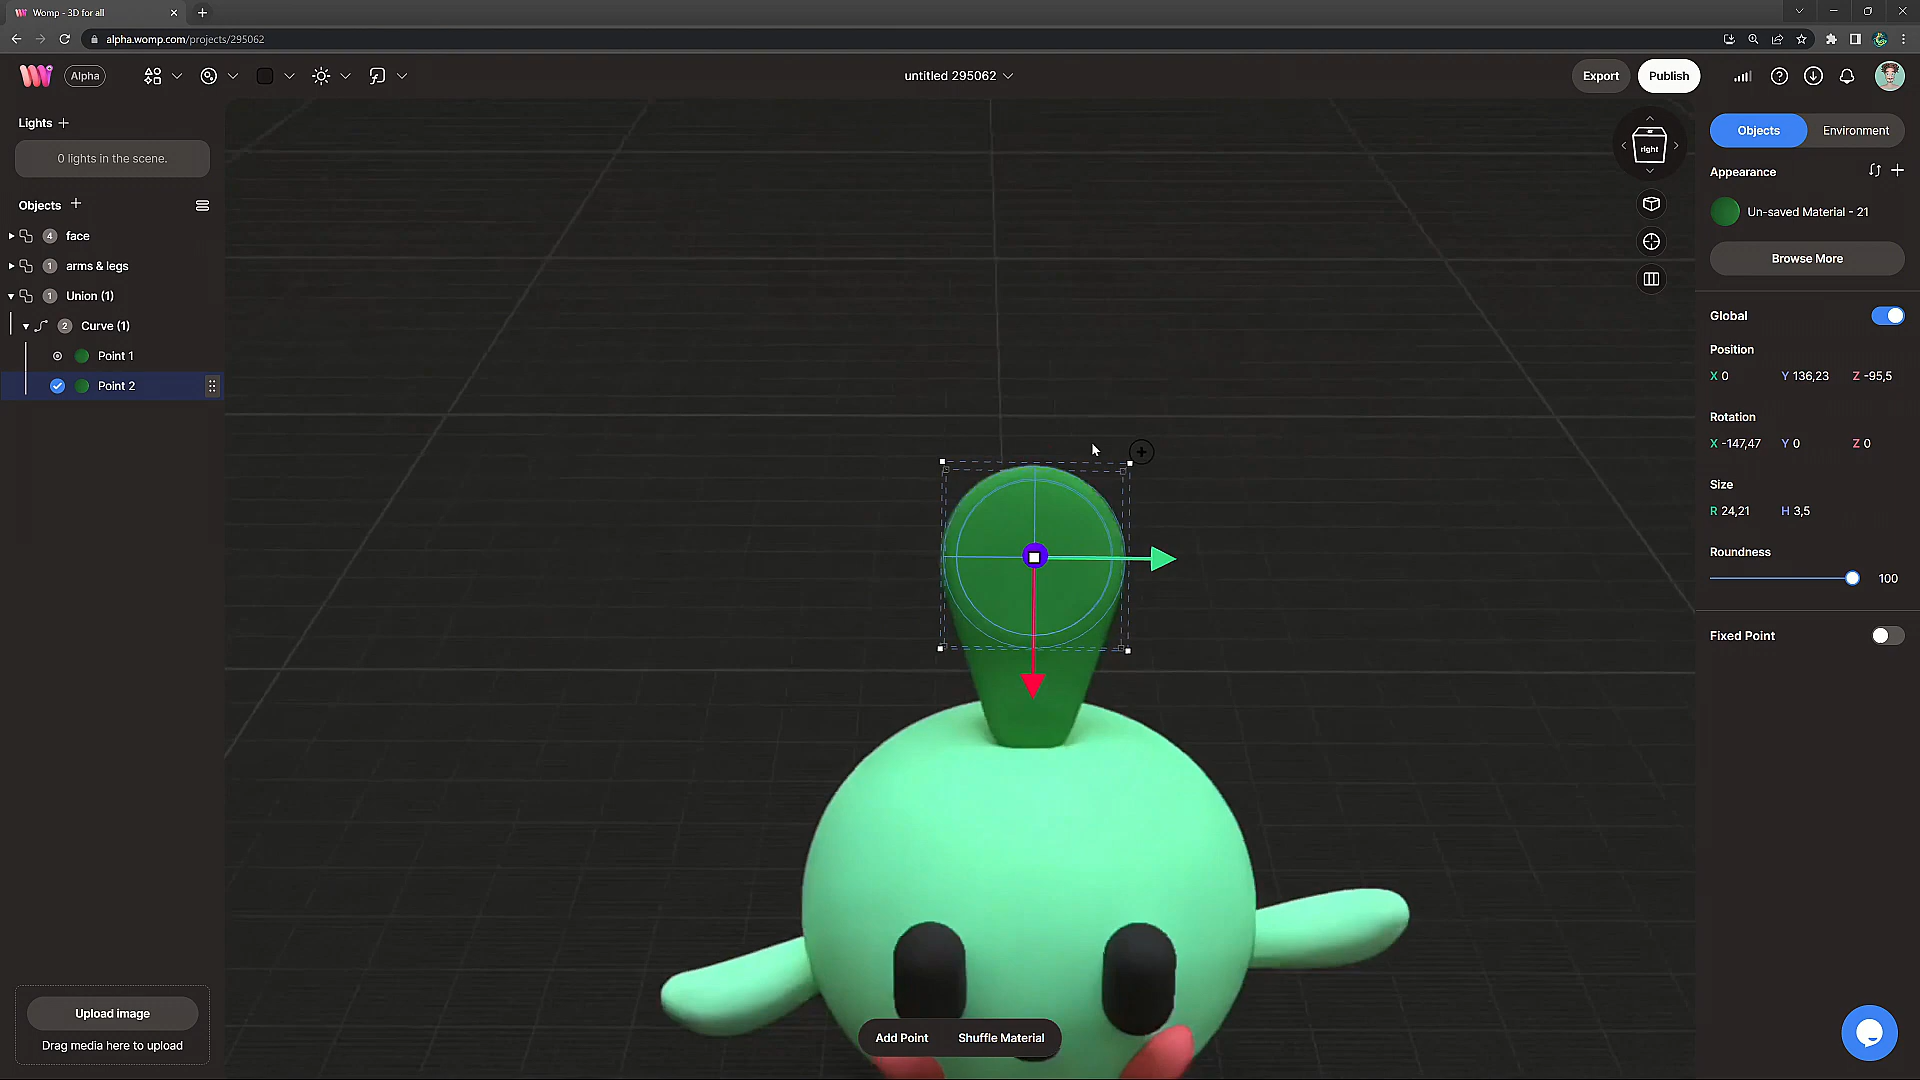 Womp - 3D for all
alpha.womp.com/projects/295062
Alpha
untitled 295062
Export
Publish
Lights
0 lights in the scene.
Objects
4 face
1 arms & legs
1 Union (1)
2 Curve (1)
Point 1
Point 2
Upload image
Drag media here to upload
right
Add Point
Shuffle Material
Objects
Environment
Appearance
Un-saved Material - 21
Browse More
Global
Position
X 0 Y 136,23 Z -95,5
Rotation
X -147,47 Y 0 Z 0
Size
R 24,21 H 3,5
Roundness
100
Fixed Point